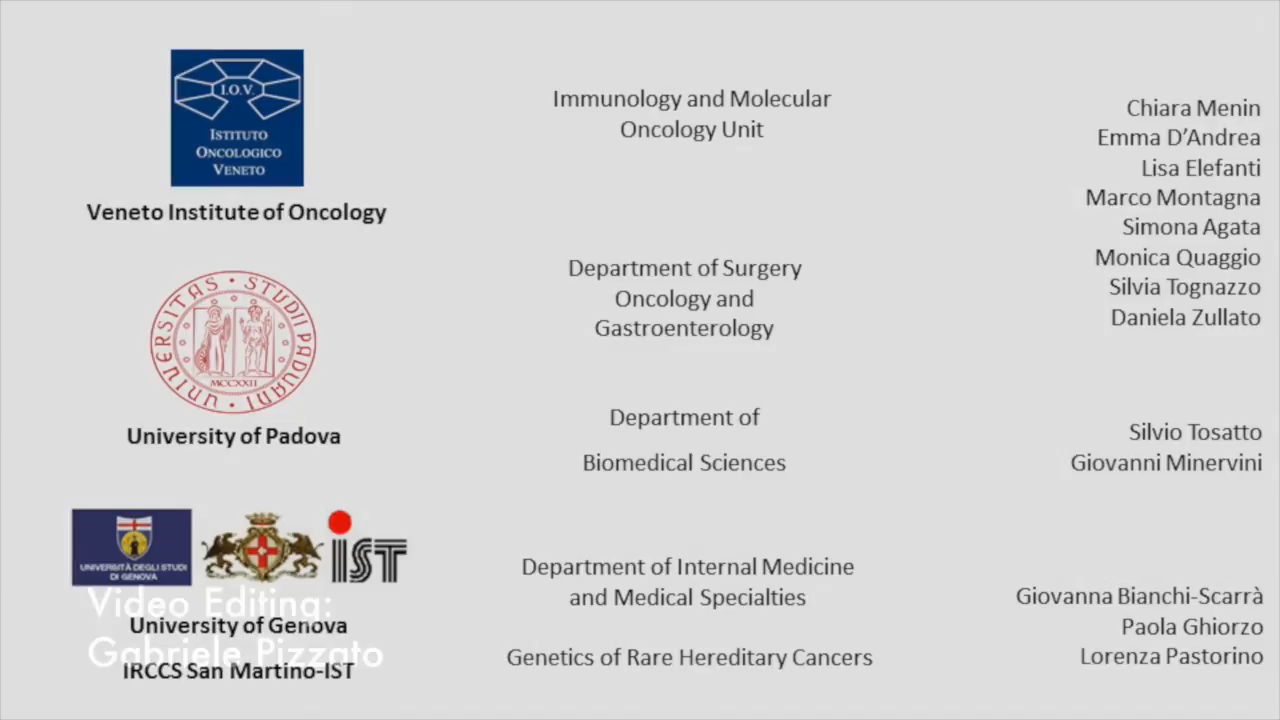 I.O.V.
ISTITUTO
ONCOLOGICO
VENETO
Veneto Institute of Oncology
UNIVERSITAS STUDII PADUANI
MCCXXII
University of Padova
UNIVERSITÀ DEGLI STUDI
DI GENOVA
IST
Video Editing:
University of Genova
Gabriele Pizzato
IRCCS San Martino-IST
Immunology and Molecular
Oncology Unit
Department of Surgery
Oncology and
Gastroenterology
Department of
Biomedical Sciences
Department of Internal Medicine
and Medical Specialties
Genetics of Rare Hereditary Cancers
Chiara Menin
Emma D’Andrea
Lisa Elefanti
Marco Montagna
Simona Agata
Monica Quaggio
Silvia Tognazzo
Daniela Zullato
Silvio Tosatto
Giovanni Minervini
Giovanna Bianchi-Scarrà
Paola Ghiorzo
Lorenza Pastorino